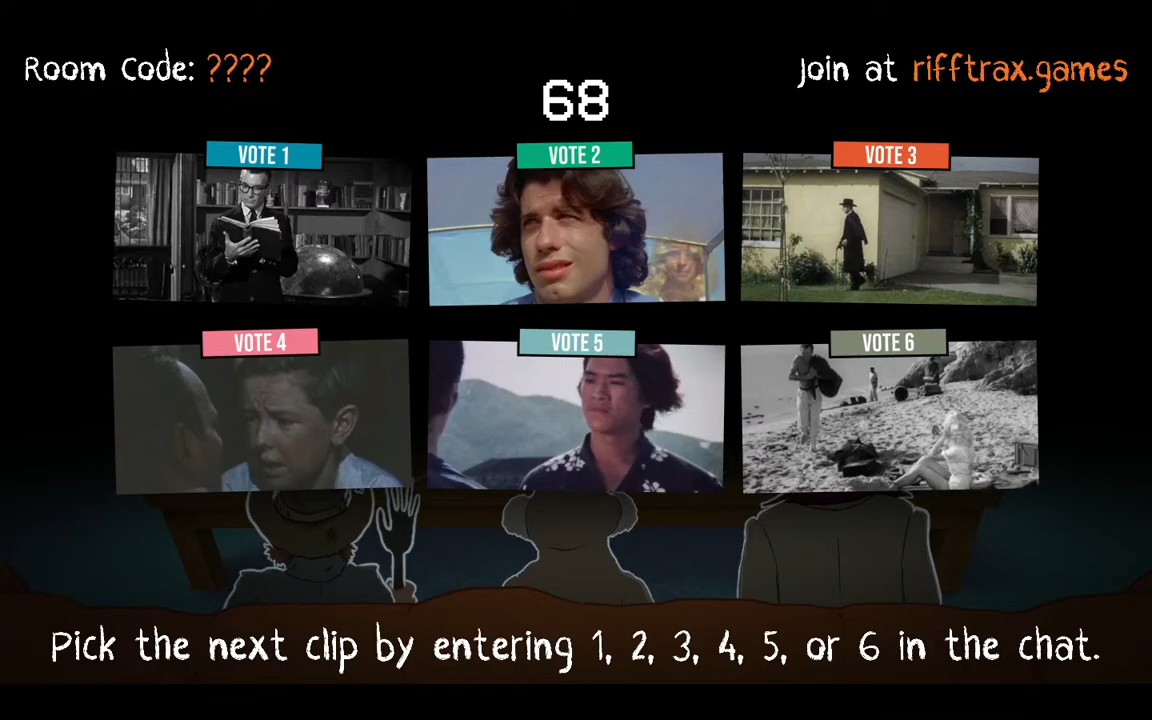 Room Code: ????
Join at rifftrax.games
68
VOTE 1
VOTE 2
VOTE 3
VOTE 4
VOTE 5
VOTE 6
Pick the next clip by entering 1, 2, 3, 4, 5, or 6 in the chat.